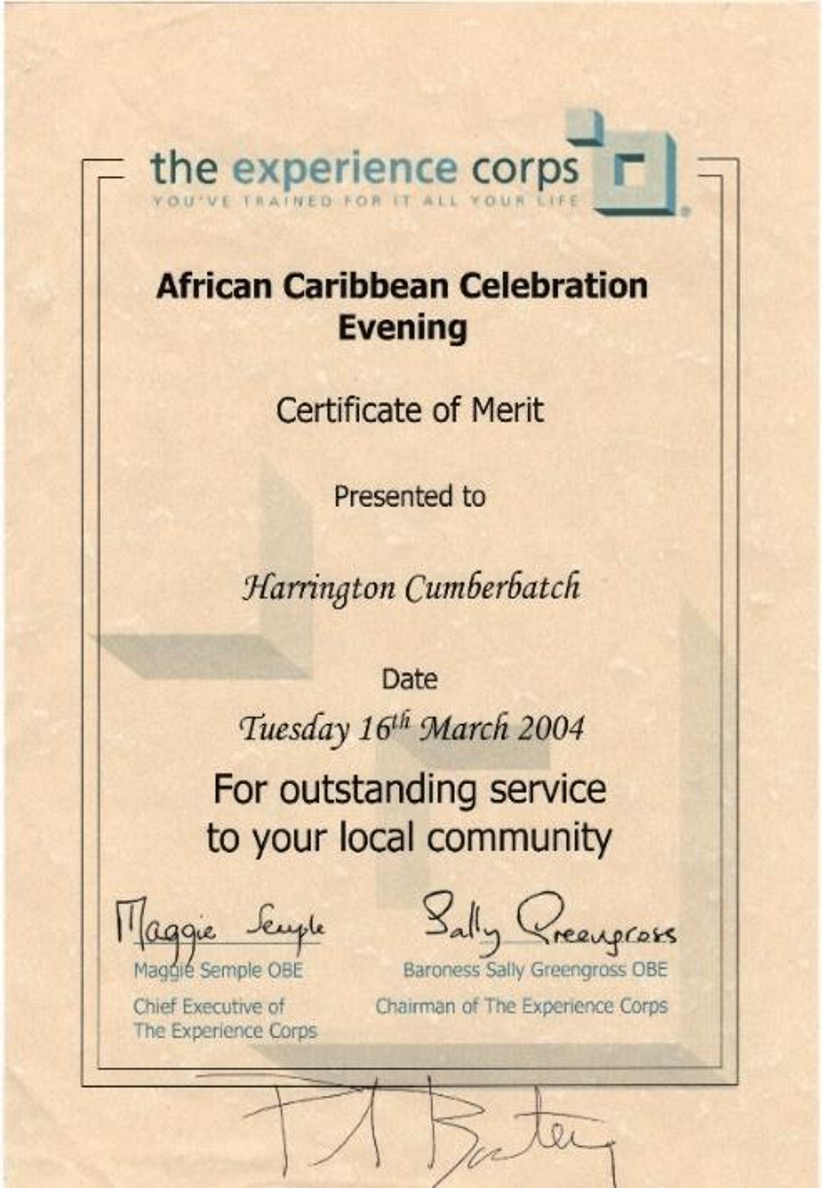 the experience corps
YOU'VE TRAINED FOR IT ALL YOUR LIFE
African Caribbean Celebration
Evening
Certificate of Merit
Presented to
Harrington Cumberbatch
Date
Tuesday 16th March 2004
For outstanding service
to your local community
Maggie Semple Sally Greengross
Maggie Semple OBE Baroness Sally Greengross OBE
Chief Executive of Chairman of The Experience Corps
The Experience Corps